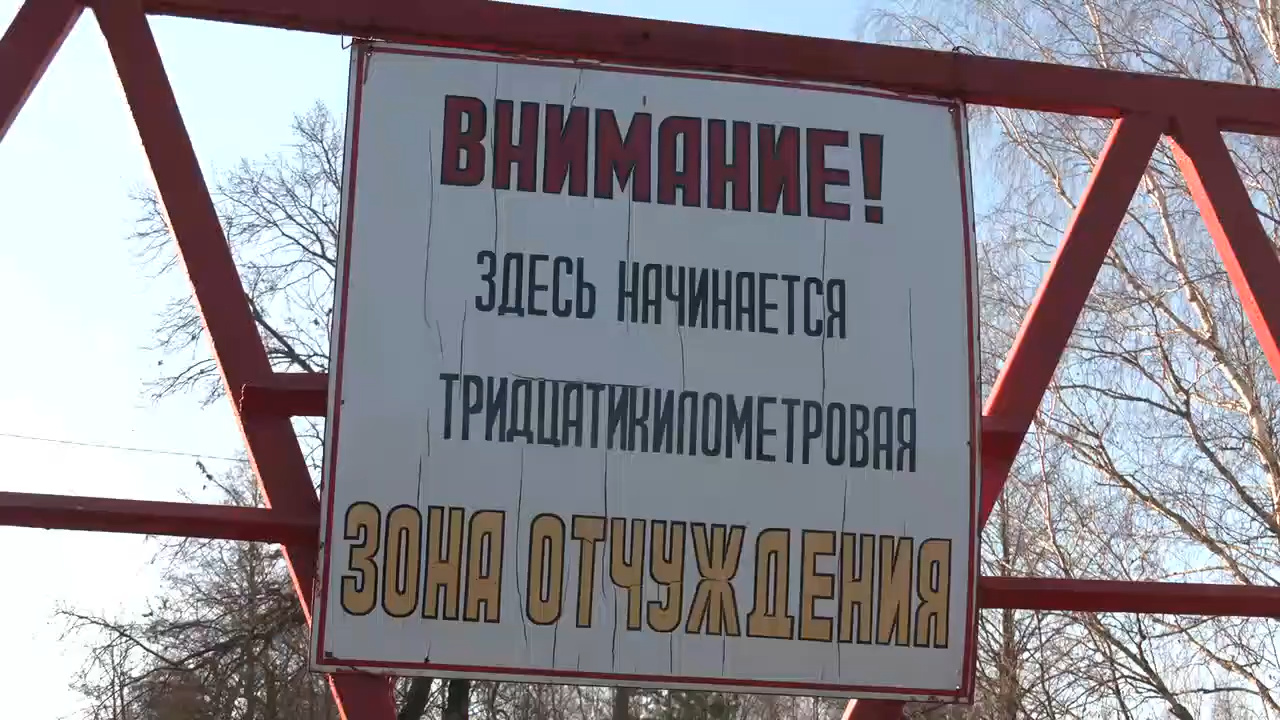 ВНИМАНИЕ!
ЗДЕСЬ НАЧИНАЕТСЯ
ТРИДЦАТИКИЛОМЕТРОВАЯ
ЗОНА ОТЧУЖДЕНИЯ